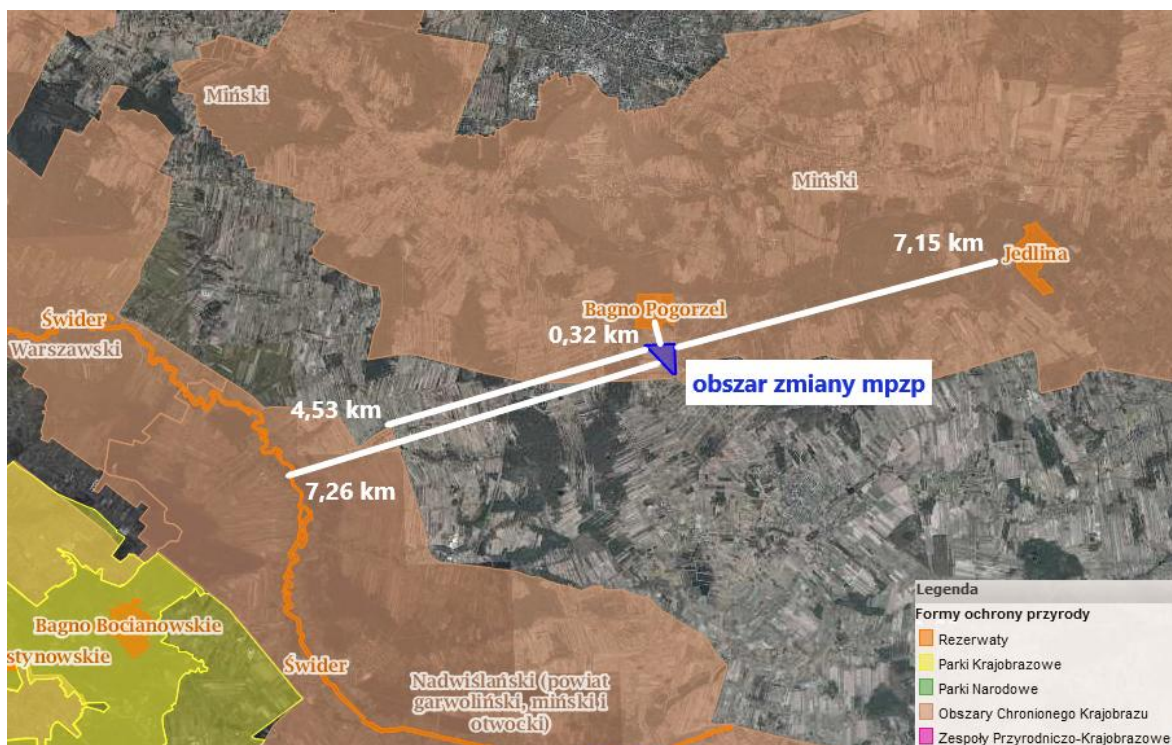 Miński
Miński
7,15 km
Jedlina
Bagno Pogorzel
0,32 km
Świder
Warszawski
obszar zmiany mpzp
4,53 km
7,26 km
Bagno Bocianowskie
stynowskie
Świder
Nadwiślański (powiat
garwoliński, miński i
otwocki)
Legenda
Formy ochrony przyrody
Rezerwaty
Parki Krajobrazowe
Parki Narodowe
Obszary Chronionego Krajobrazu
Zespoły Przyrodniczo-Krajobrazowe